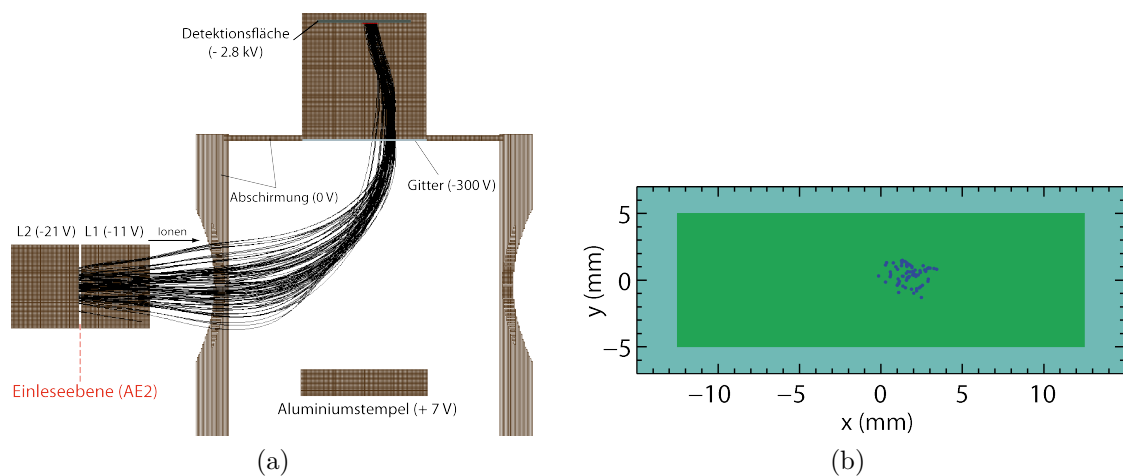 Detektionsfläche
(- 2.8 kV)
Abschirmung (0 V)
Gitter (-300 V)
L2 (-21 V) L1 (-11 V) Ionen
Einleseebene (AE2)
Aluminiumstempel (+ 7 V)
(a)
y (mm)
5
0
−5
−10 −5 0 5 10
x (mm)
(b)